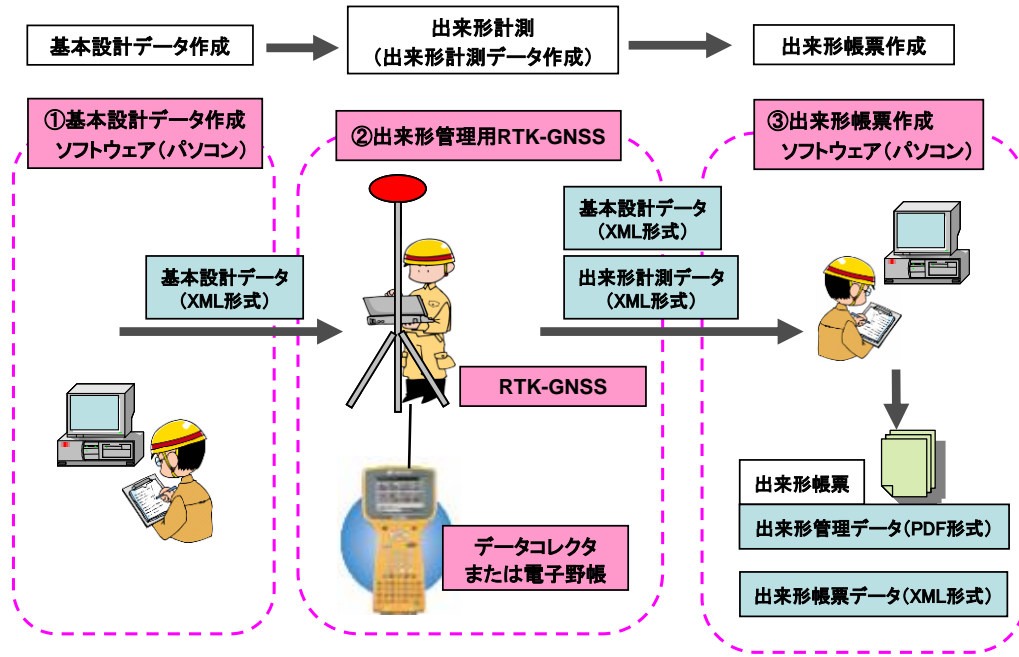 基本設計データ作成
出来形計測
(出来形計測データ作成)
出来形帳票作成
①基本設計データ作成
ソフトウェア(パソコン)
②出来形管理用RTK-GNSS
③出来形帳票作成
ソフトウェア(パソコン)
基本設計データ
(XML形式)
基本設計データ
(XML形式)
出来形計測データ
(XML形式)
RTK-GNSS
データコレクタ
または電子野帳
出来形帳票
出来形管理データ(PDF形式)
出来形帳票データ(XML形式)